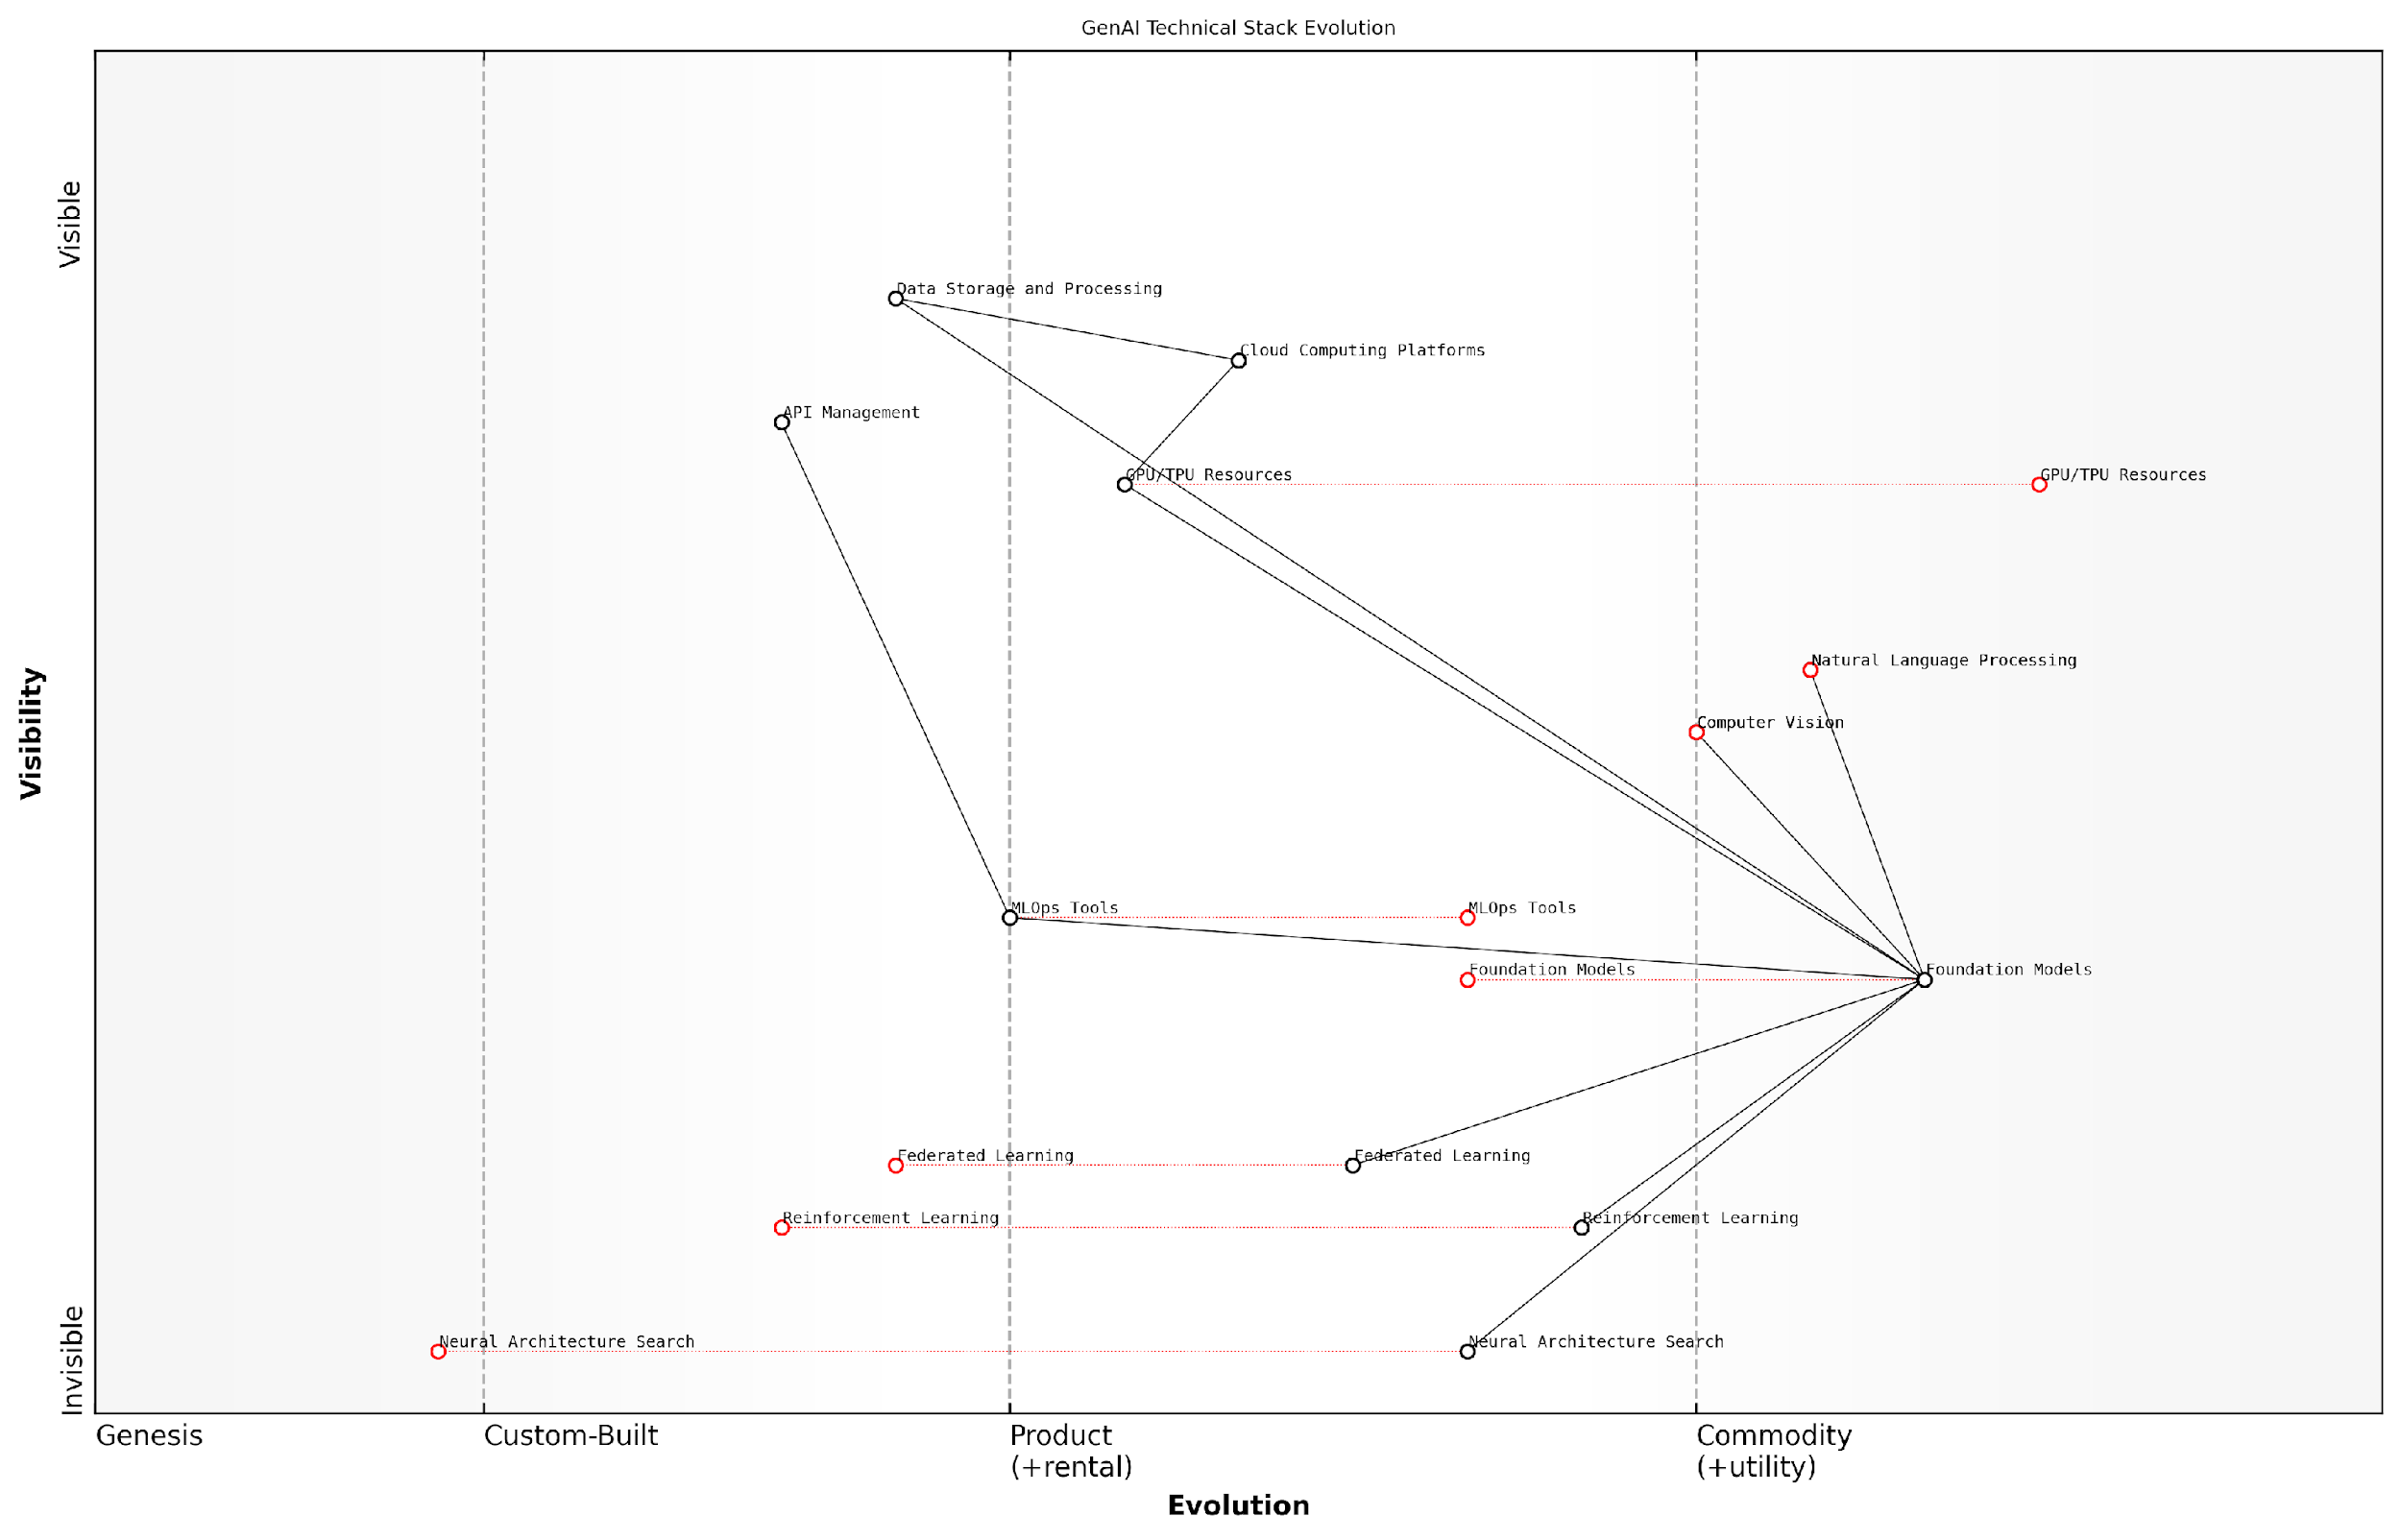 GenAI Technical Stack Evolution
Visible
Data Storage and Processing
Cloud Computing Platforms
API Management
GPU/TPU Resources
GPU/TPU Resources
Natural Language Processing
Computer Vision
Visibility
MLOps Tools
MLOps Tools
Foundation Models
Foundation Models
Federated Learning
Federated Learning
Reinforcement Learning
Reinforcement Learning
Invisible
Neural Architecture Search
Neural Architecture Search
Genesis
Custom-Built
Product
(+rental)
Commodity
(+utility)
Evolution